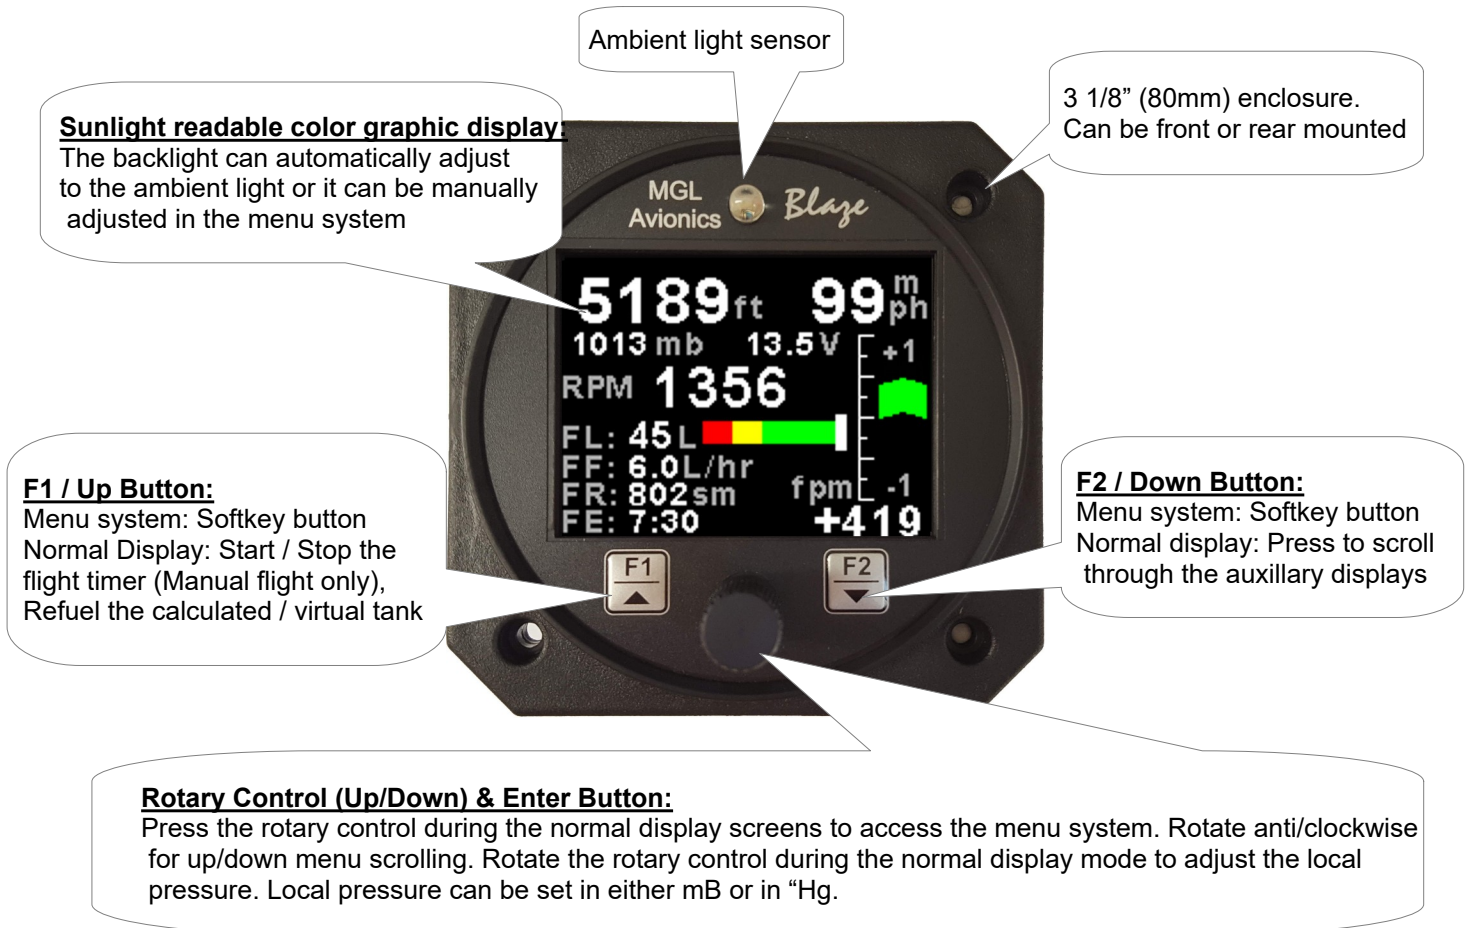 Ambient light sensor
3 1/8” (80mm) enclosure.
Can be front or rear mounted
Sunlight readable color graphic display:
The backlight can automatically adjust
to the ambient light or it can be manually
adjusted in the menu system
MGL
Avionics
Blaze
5189 ft
99 m
ph
1013 mb
13.5 V
+1
RPM 1356
FL: 45 L
FF: 6.0L/hr
FR: 802sm
FE: 7:30
fpm
-1
+419
F1 / Up Button:
Menu system: Softkey button
Normal Display: Start / Stop the
flight timer (Manual flight only),
Refuel the calculated / virtual tank
F1
F2
F2 / Down Button:
Menu system: Softkey button
Normal display: Press to scroll
through the auxillary displays
Rotary Control (Up/Down) & Enter Button:
Press the rotary control during the normal display screens to access the menu system. Rotate anti/clockwise
for up/down menu scrolling. Rotate the rotary control during the normal display mode to adjust the local
pressure. Local pressure can be set in either mB or in “Hg.